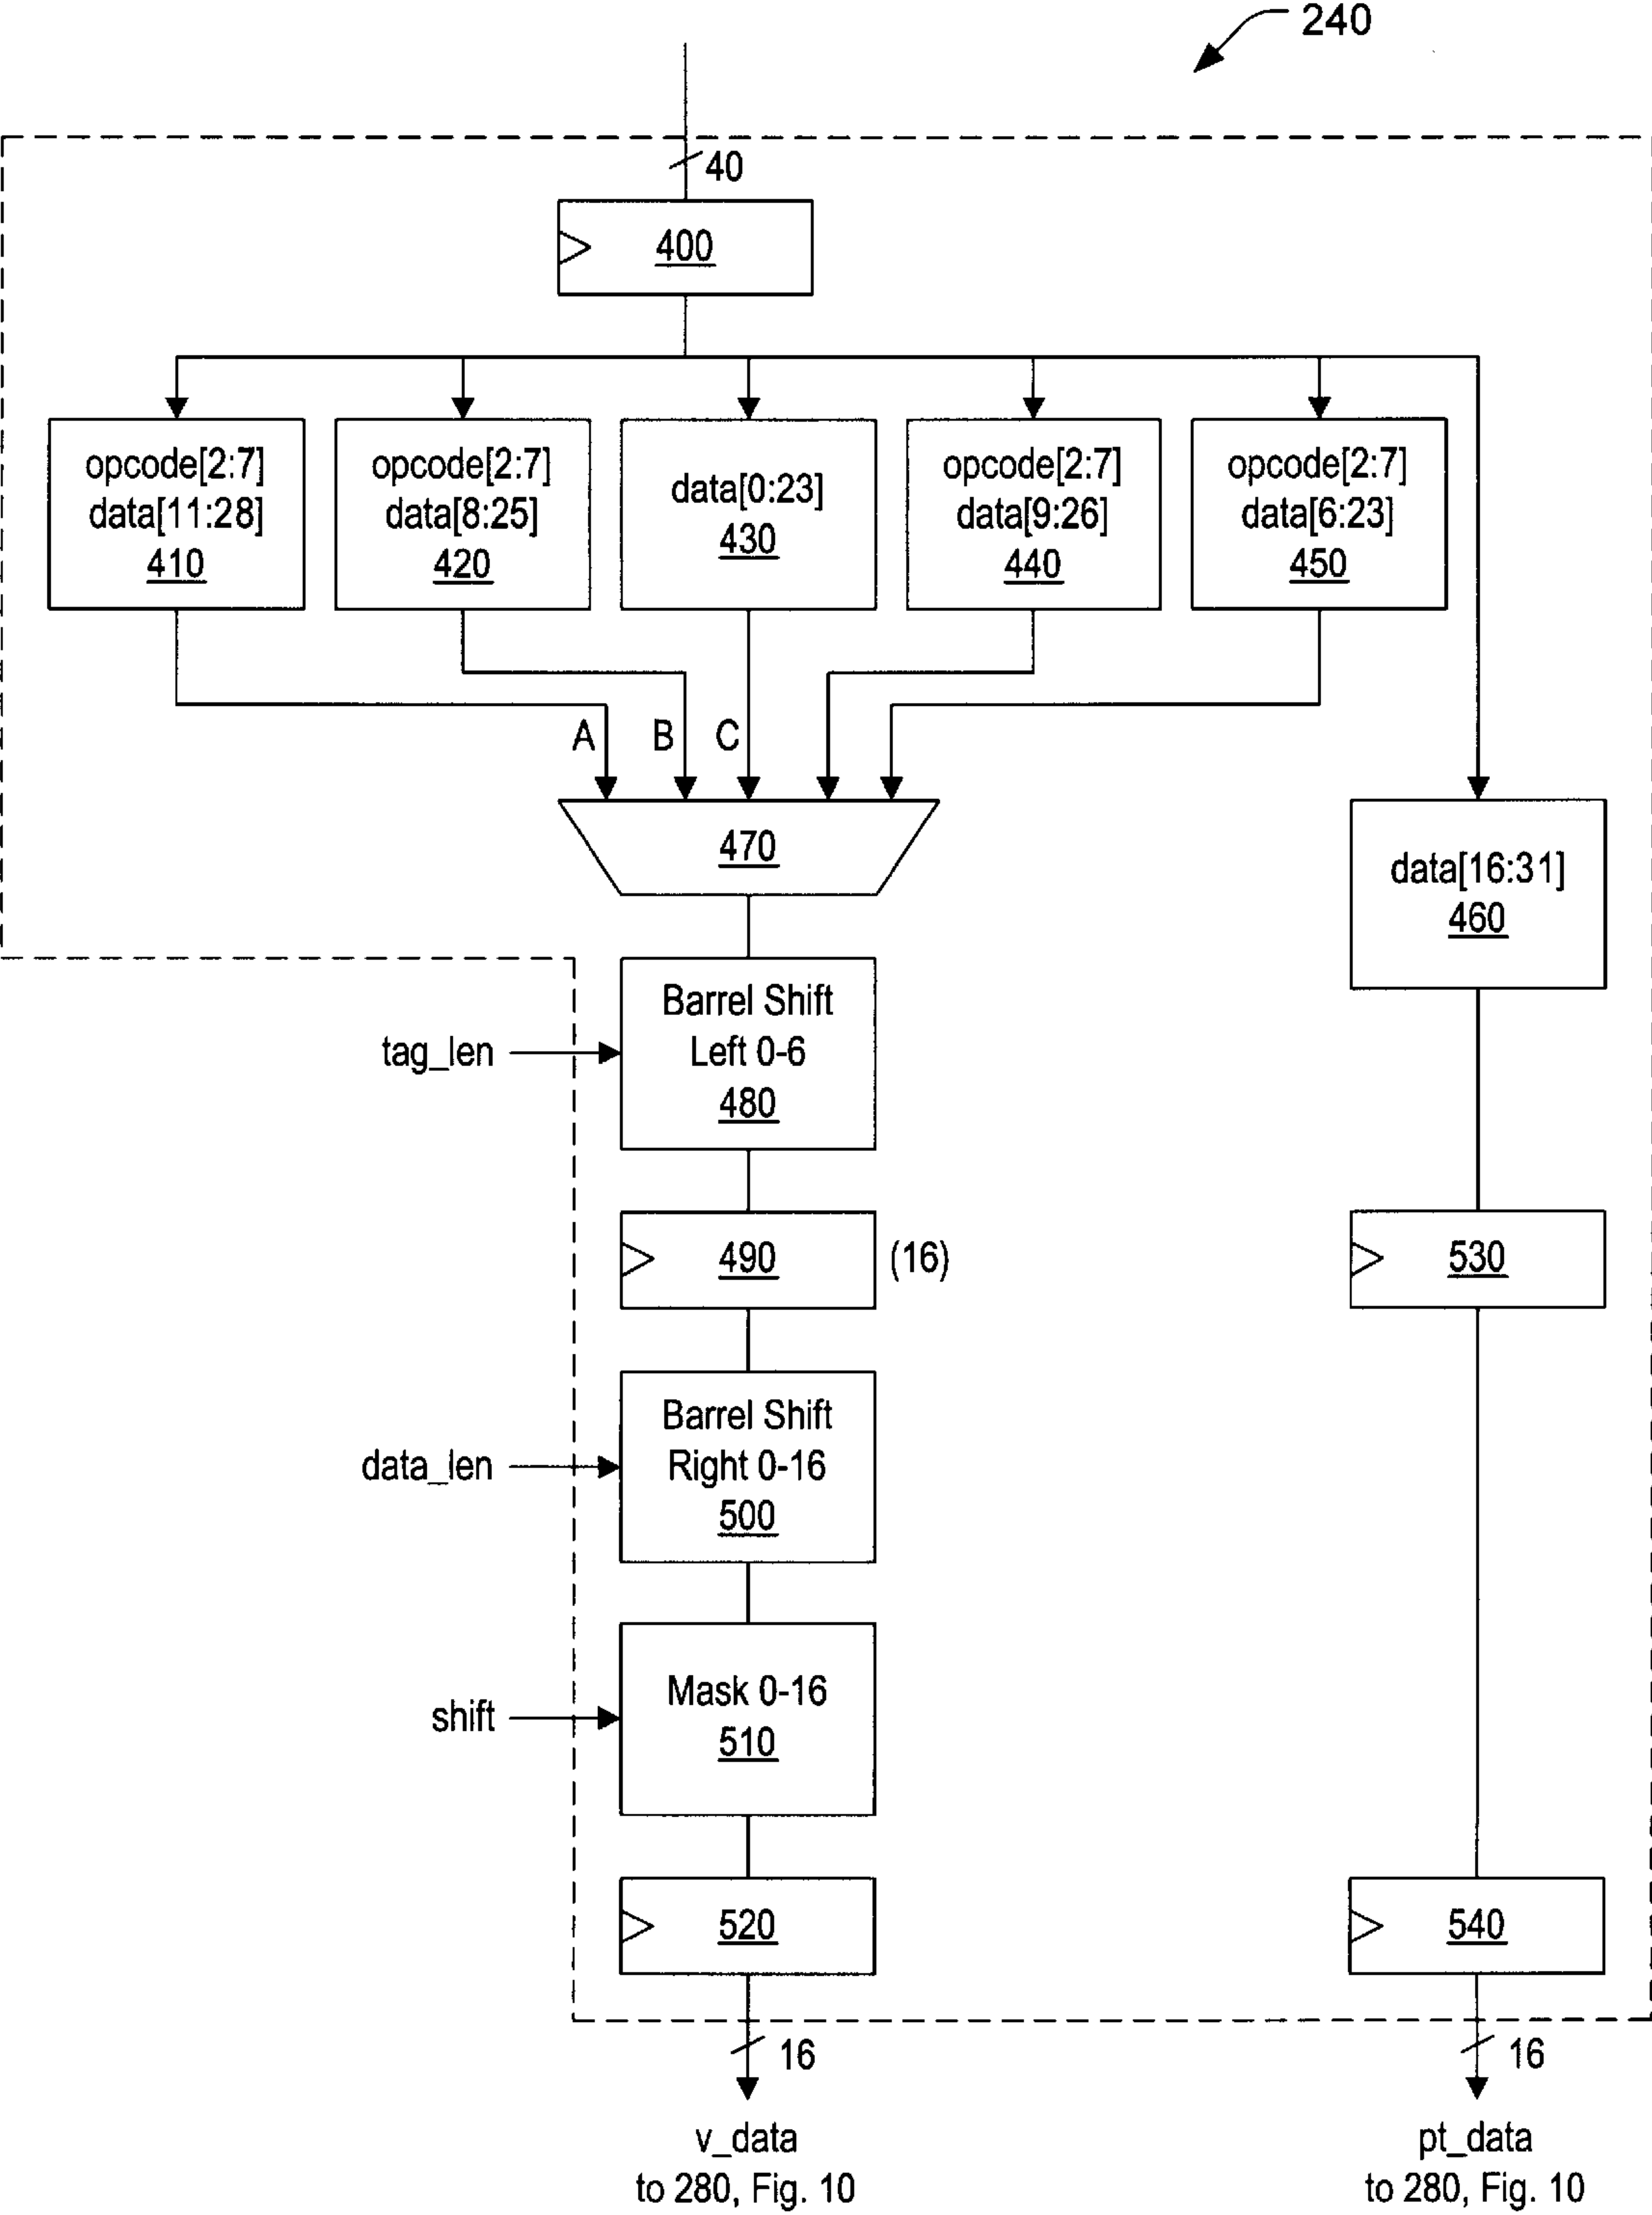 240
40
400
opcode[2:7]
data[11:28]
410
opcode[2:7]
data[8:25]
420
data[0:23]
430
opcode[2:7]
data[9:26]
440
opcode[2:7]
data[6:23]
450
A
B
C
470
data[16:31]
460
Barrel Shift
Left 0-6
480
tag_len
490
(16)
530
Barrel Shift
Right 0-16
500
data_len
Mask 0-16
510
shift
520
540
16
16
v_data
to 280, Fig. 10
pt_data
to 280, Fig. 10